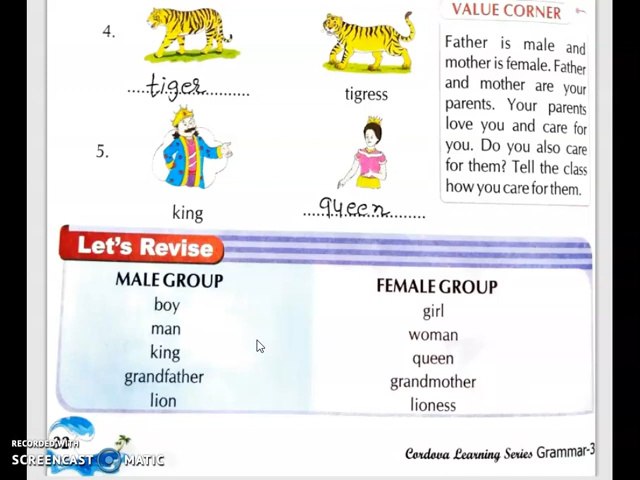 4.
tiger
tigress
5.
king
queen
VALUE CORNER
Father is male and
mother is female. Father
and mother are your
parents. Your parents
love you and care for
you. Do you also care
for them? Tell the class
how you care for them.
Let's Revise
MALE GROUP
FEMALE GROUP
boy
girl
man
woman
king
queen
grandfather
grandmother
lion
lioness
32
Cordova Learning Series Grammar-3
RECORDED WITH
SCREENCAST MATIC